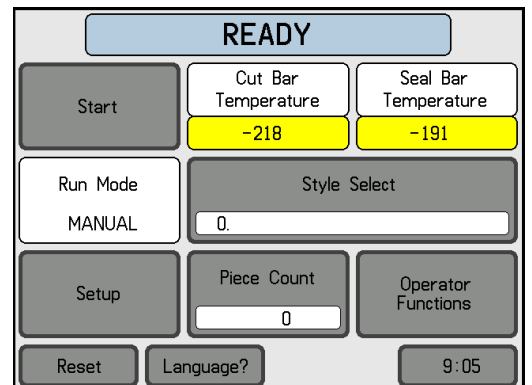 READY
Start
Cut Bar
Temperature
-218
Seal Bar
Temperature
-191
Run Mode
MANUAL
Style Select
0.
Setup
Piece Count
0
Operator
Functions
Reset
Language?
9:05